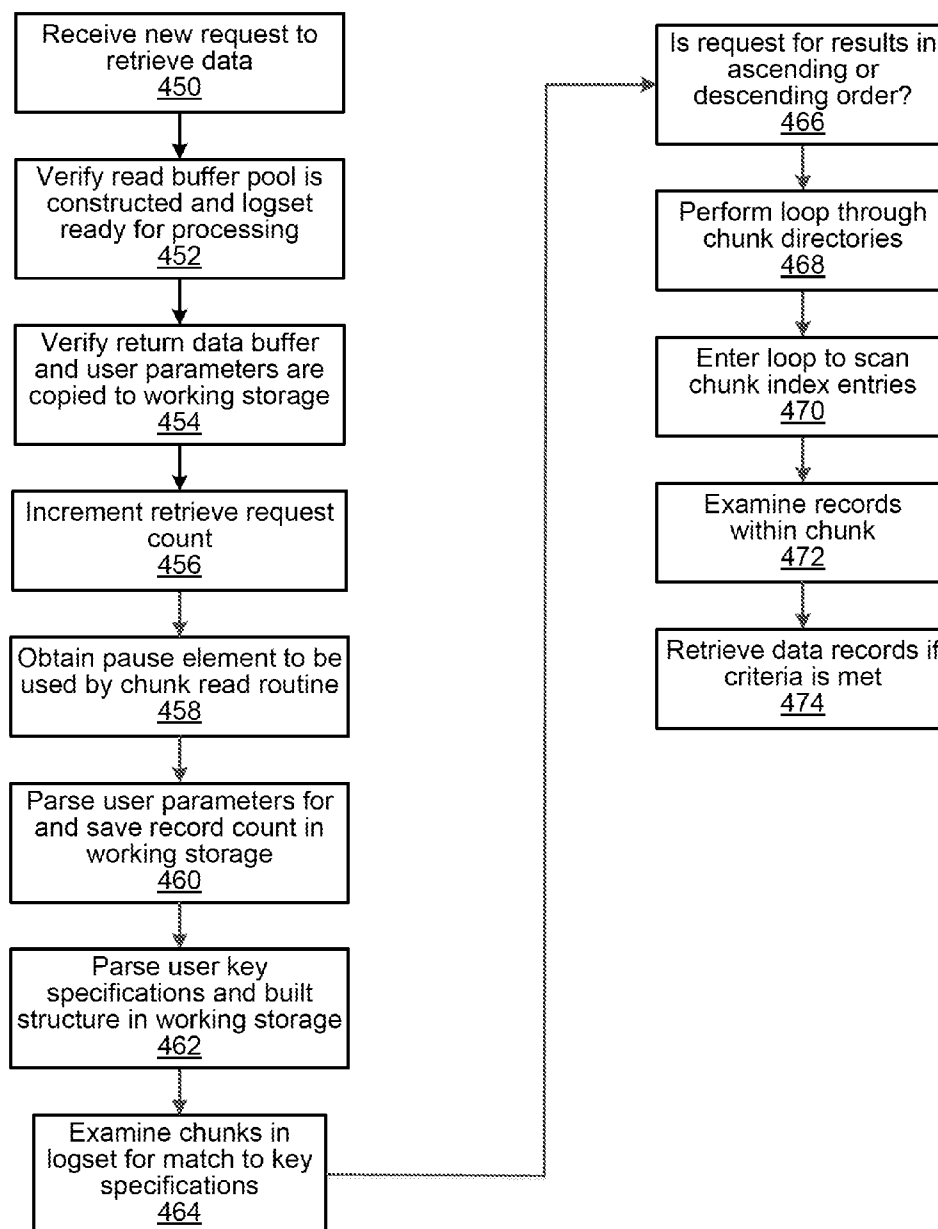 Receive new request to
retrieve data
450
Verify read buffer pool is
constructed and logset
ready for processing
452
Verify return data buffer
and user parameters are
copied to working storage
454
Increment retrieve request
count
456
Obtain pause element to be
used by chunk read routine
458
Parse user parameters for
and save record count in
working storage
460
Parse user key
specifications and built
structure in working storage
462
Examine chunks in
logset for match to key
specifications
464
Is request for results in
ascending or
descending order?
466
Perform loop through
chunk directories
468
Enter loop to scan
chunk index entries
470
Examine records
within chunk
472
Retrieve data records if
criteria is met
474